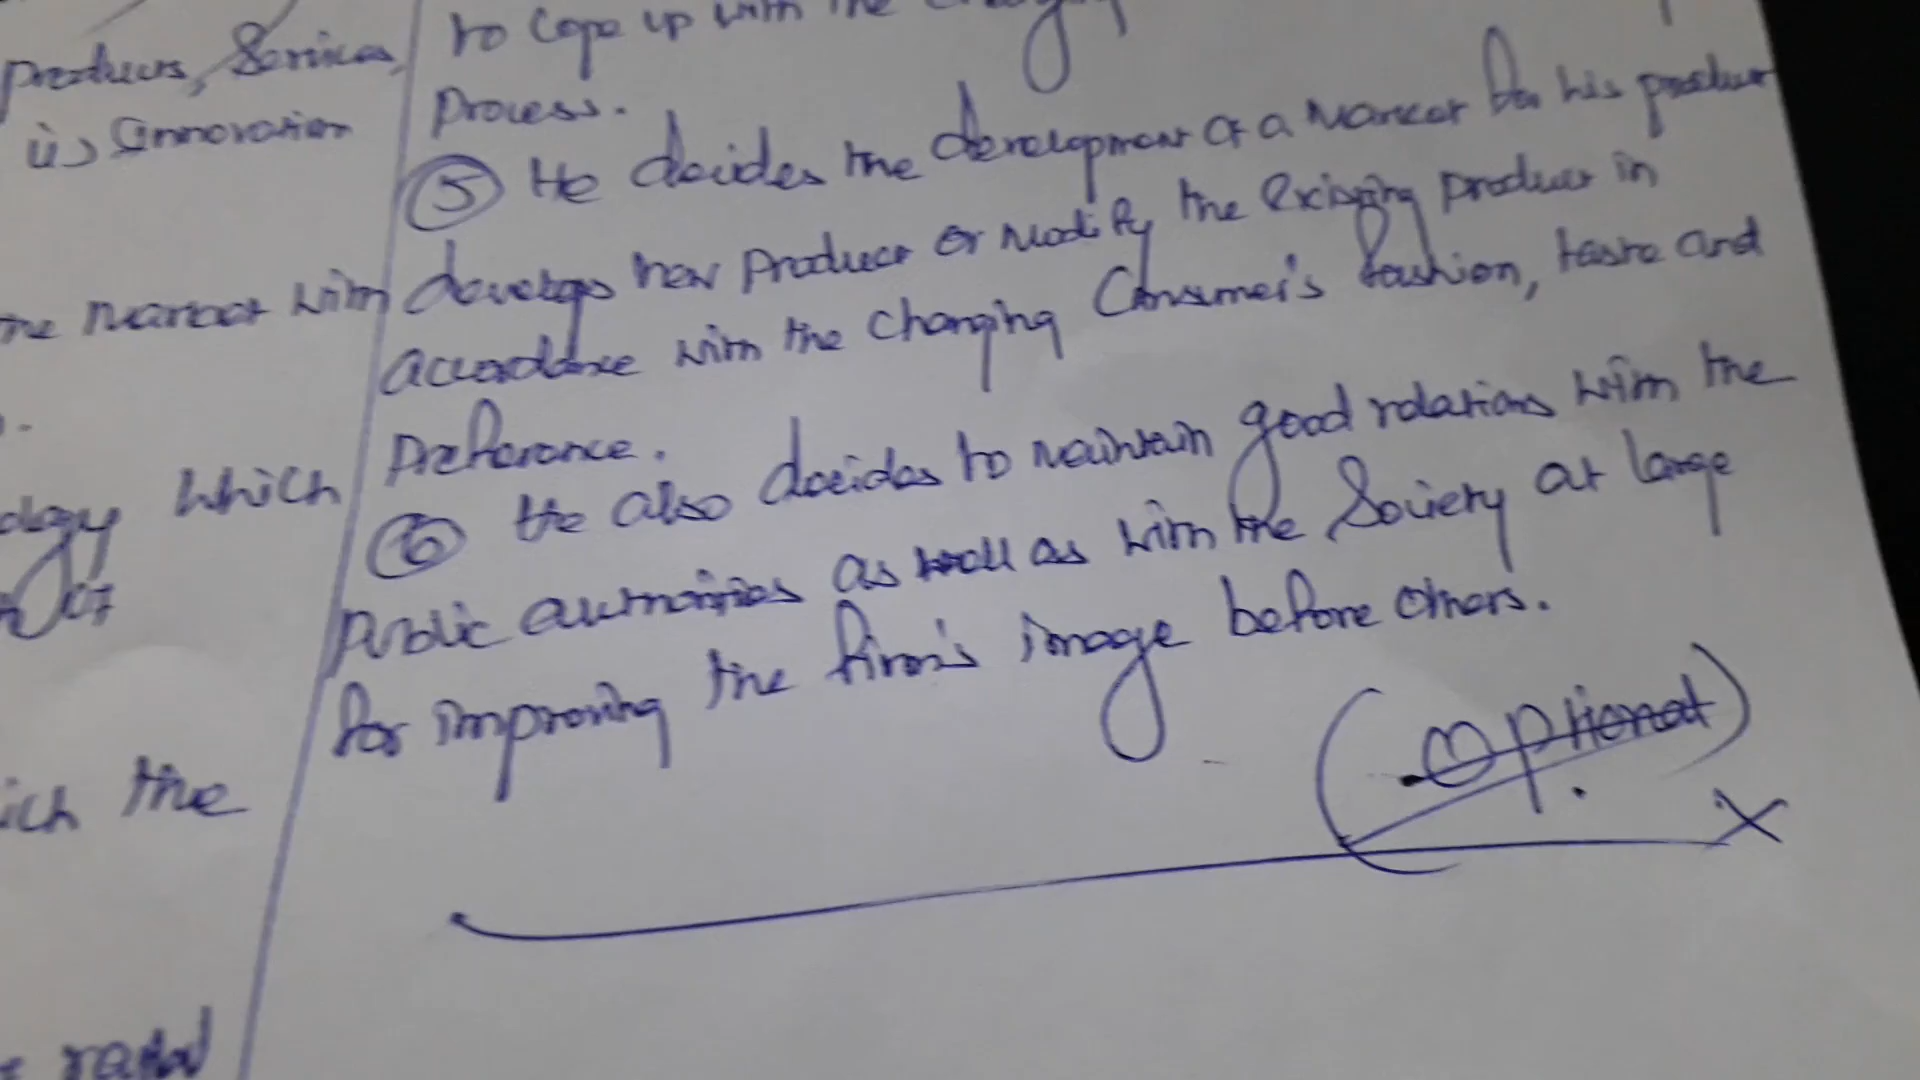 products, Services,
is innovation
the market with
which
ich the
to cope up with the
process.
⑤ He decides the development of a market for his product
develops new product or modify the existing product in
accordance with the changing Consumer's fashion, taste and
preferance.
⑥ He also decides to maintain good relations with the
public authorities as well as with the Society at large
for improving the firm's image before others.
(optional)